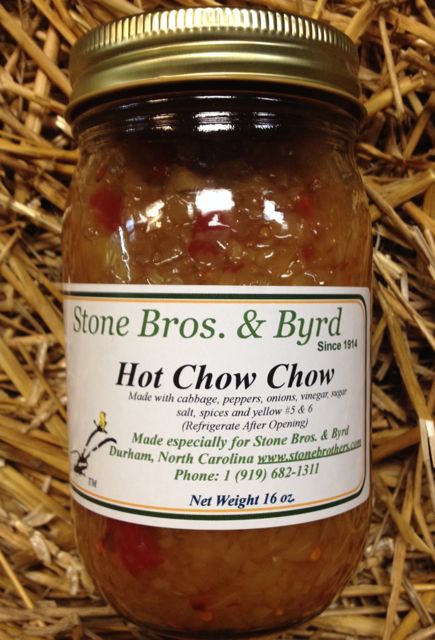 Stone Bros. & Byrd
Since 1914
Hot Chow Chow
Made with cabbage, peppers, onions, vinegar, sugar
salt, spices and yellow #5 & 6
(Refrigerate After Opening)
Made especially for Stone Bros. & Byrd
Durham, North Carolina www.stonebrothers.com
Phone: 1 (919) 682-1311
TM
Net Weight 16 oz.